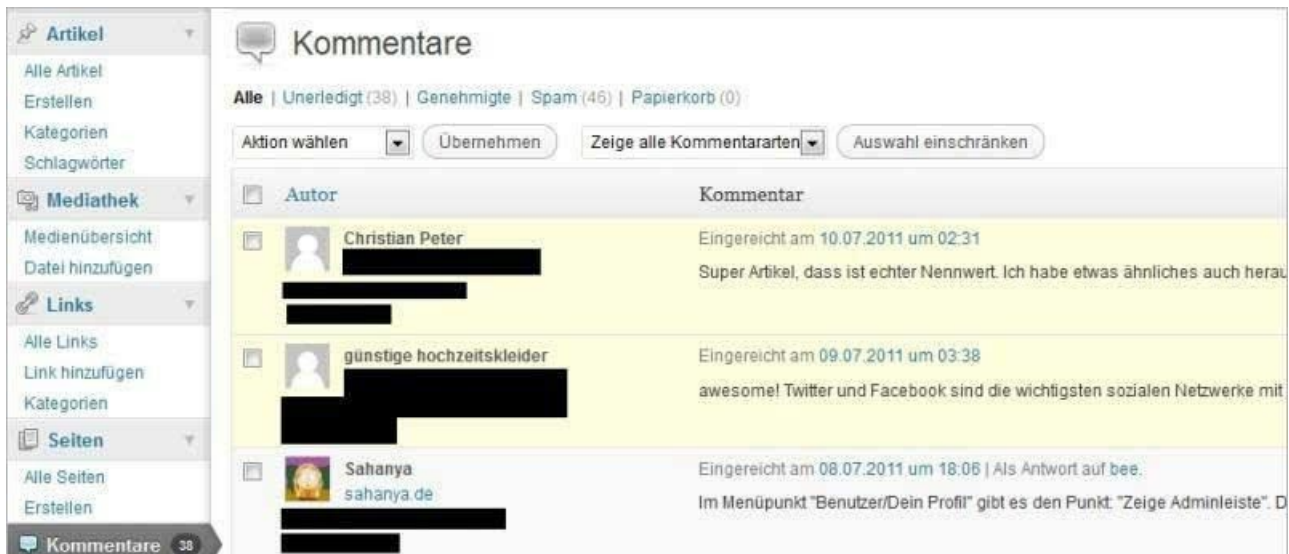 Artikel
Alle Artikel
Erstellen
Kategorien
Schlagwörter
Mediathek
Medienübersicht
Datei hinzufügen
Links
Alle Links
Link hinzufügen
Kategorien
Seiten
Alle Seiten
Erstellen
Kommentare 38
Kommentare
Alle | Unerledigt (38) | Genehmigte | Spam (46) | Papierkorb (0)
Aktion wählen Übernehmen Zeige alle Kommentararten Auswahl einschränken
Autor Kommentar
Christian Peter
Eingereicht am 10.07.2011 um 02:31
Super Artikel, dass ist echter Nennwert. Ich habe etwas ähnliches auch herau
günstige hochzeitskleider
Eingereicht am 09.07.2011 um 03:38
awesome! Twitter und Facebook sind die wichtigsten sozialen Netzwerke mit
Sahanya
sahanya.de
Eingereicht am 08.07.2011 um 18:06 | Als Antwort auf bee.
Im Menüpunkt "Benutzer/Dein Profil" gibt es den Punkt: "Zeige Adminleiste". D